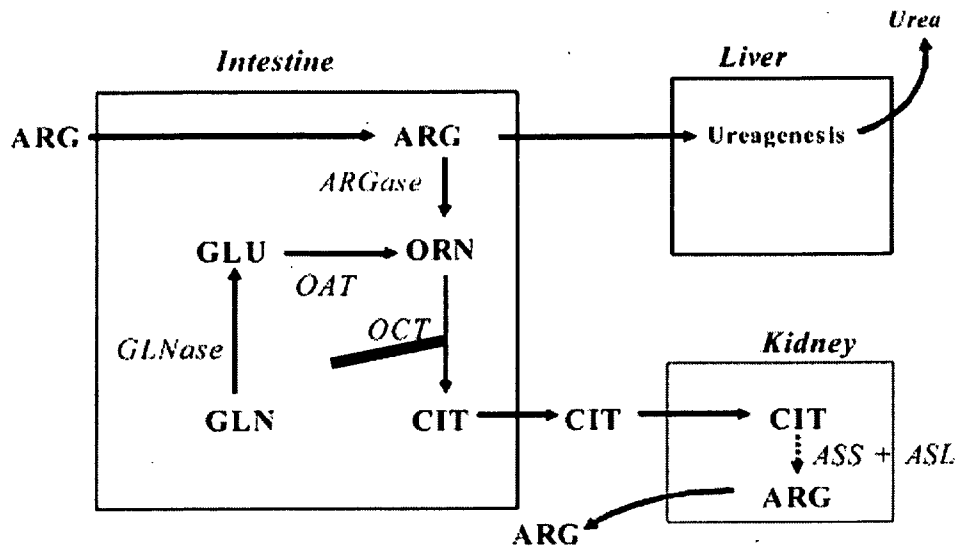 Urea
Intestine
Liver
ARG
ARG
Ureagenesis
ARGase
GLU
ORN
OAT
OCT
GLNase
Kidney
GLN
CIT
CIT
CIT
ASS + ASL
ARG
ARG